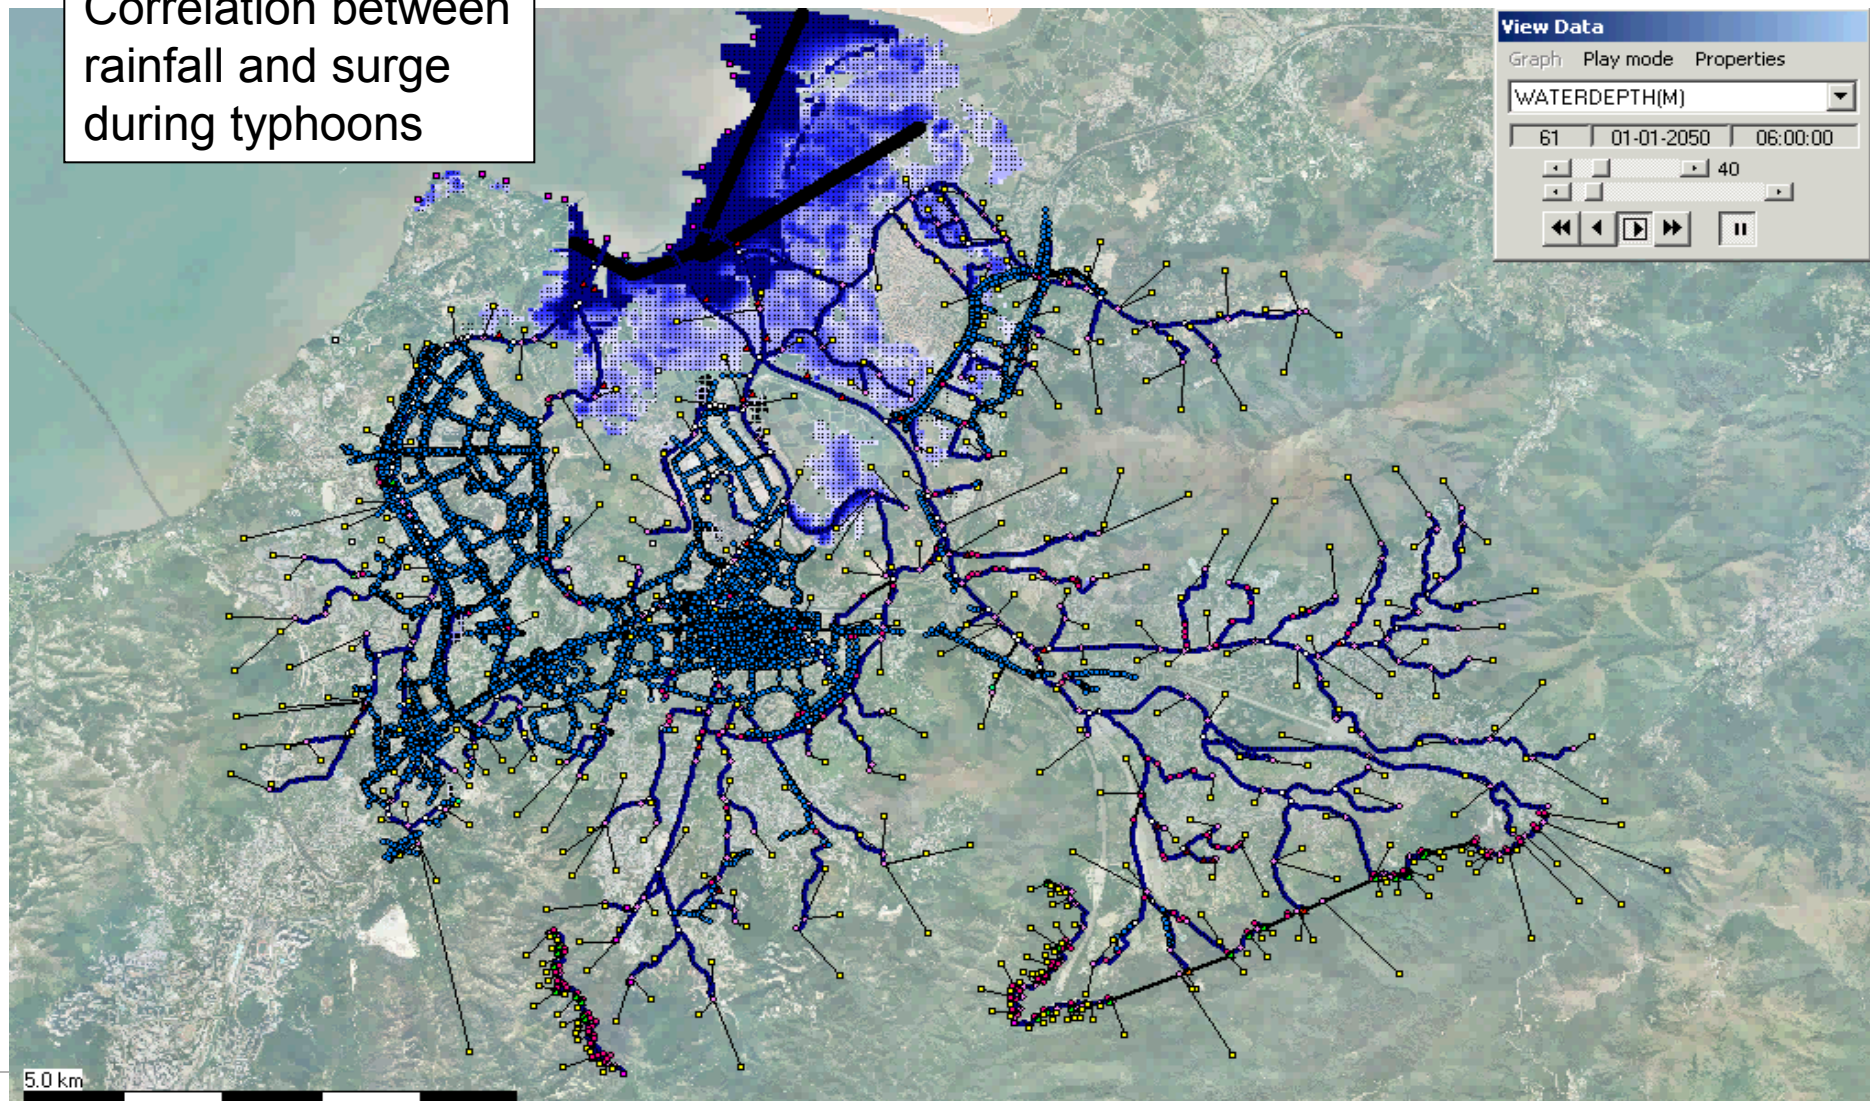 Correlation between
rainfall and surge
during typhoons
View Data
Graph Play mode Properties
WATERDEPTH(M)
61 01-01-2050 06:00:00
40
5.0 km